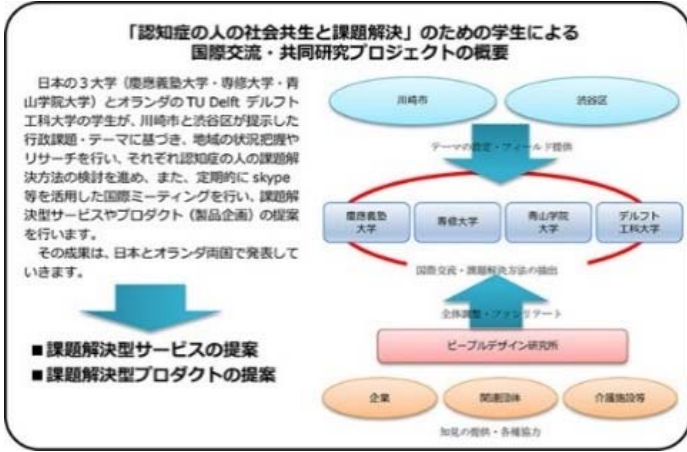 「認知症の人の社会共生と課題解決」のための学生による
国際交流・共同研究プロジェクトの概要
日本の３大学（慶應義塾大学・専修大学・青
山学院大学）とオランダのTU Delft デルフト
工科大学の学生が、川崎市と渋谷区が提示した
行政課題・テーマに基づき、地域の状況把握や
リサーチを行い、それぞれ認知症の人の課題解
決方法の検討を進め、また、定期的に skype
等を活用した国際ミーティングを行い、課題解
決型サービスやプロダクト（製品企画）の提案
を行います。
その成果は、日本とオランダ両国で発表して
いきます。
■課題解決型サービスの提案
■課題解決型プロダクトの提案
川崎市
渋谷区
テーマの設定・フィールド提供
慶應義塾
大学
専修大学
青山学院
大学
デルフト
工科大学
国際交流・課題解決方法の抽出
全体調整・ファシリテート
ピープルデザイン研究所
企業
関連団体
介護施設等
知見の提供・各種協力